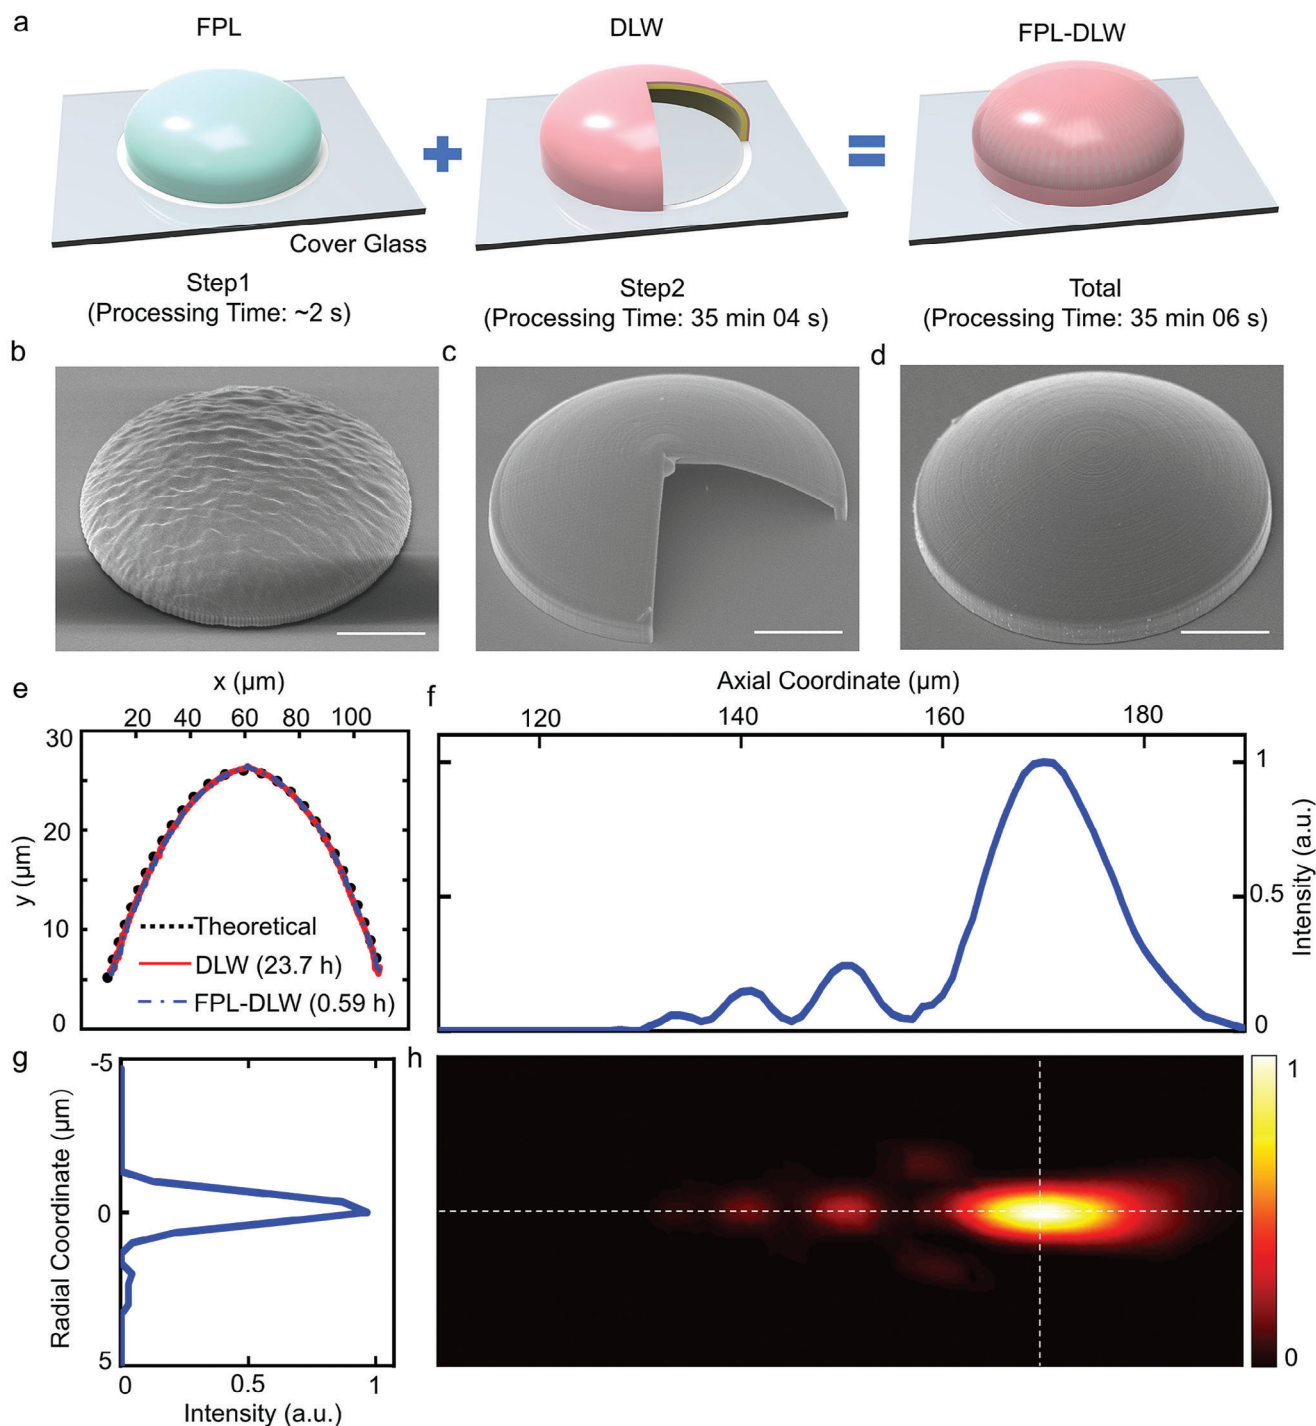 a
FPL
DLW
FPL-DLW
Cover Glass
Step1
(Processing Time: ~2 s)
Step2
(Processing Time: 35 min 04 s)
Total
(Processing Time: 35 min 06 s)
b
c
d
e
x (μm)
20 40 60 80 100
30
20
10
0
y (μm)
Theoretical
DLW (23.7 h)
FPL-DLW (0.59 h)
f
Axial Coordinate (μm)
120 140 160 180
1
0.5
0
Intensity (a.u.)
g
-5
0
5
Radial Coordinate (μm)
0 0.5 1
Intensity (a.u.)
h
1
0